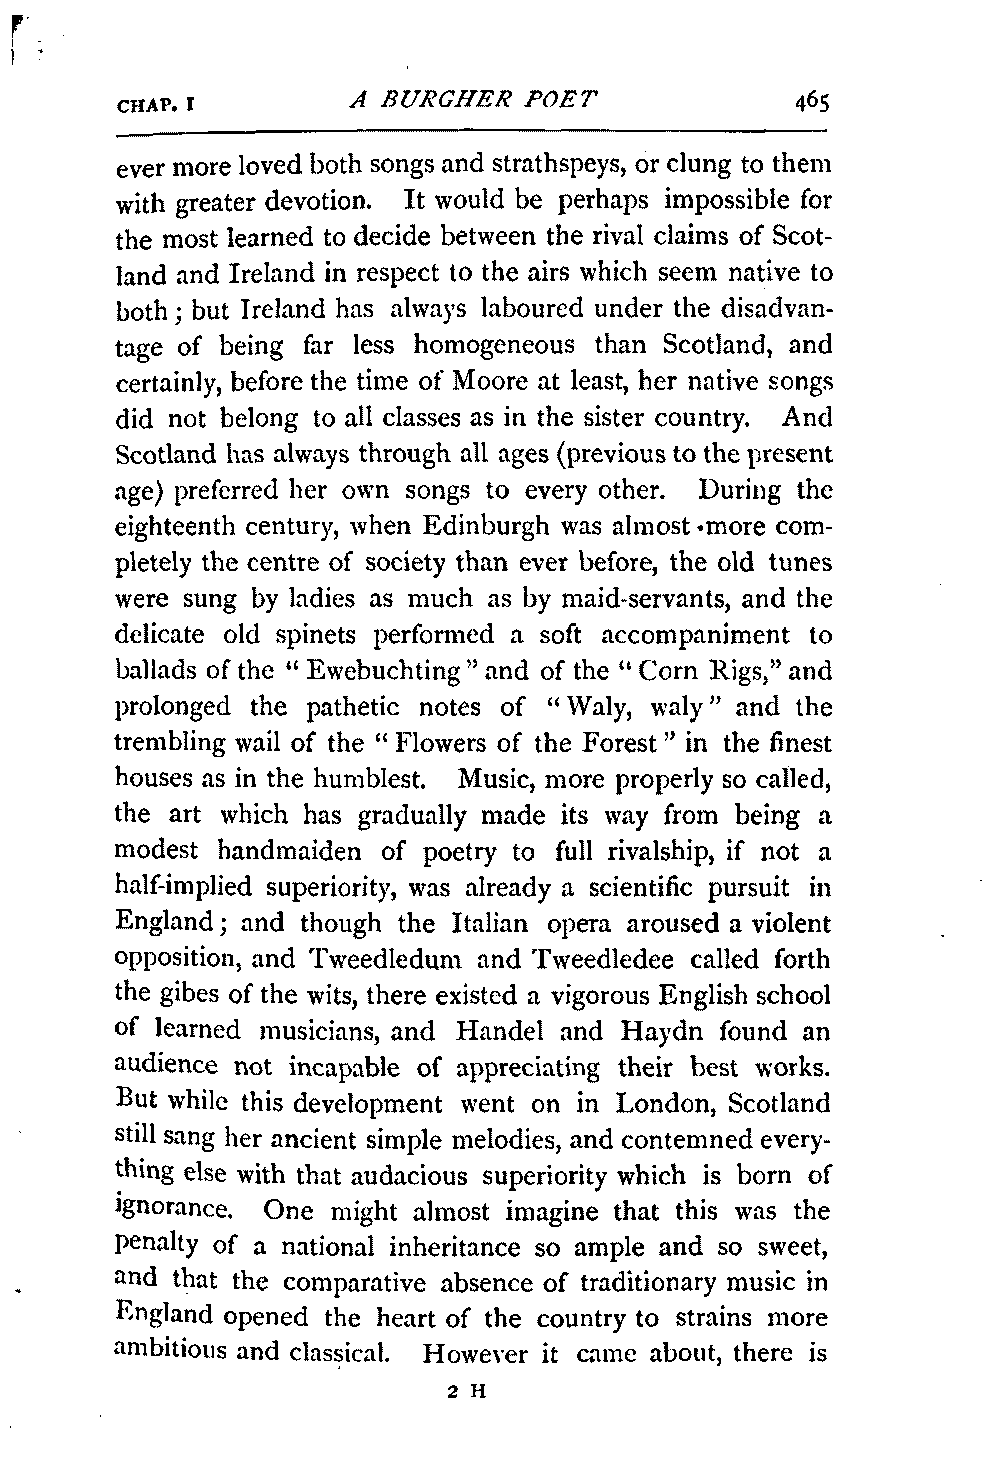 CHAP. I A BURGHER POET 465
ever more loved both songs and strathspeys, or clung to them
with greater devotion. It would be perhaps impossible for
the most learned to decide between the rival claims of Scot-
land and Ireland in respect to the airs which seem native to
both ; but Ireland has always laboured under the disadvan-
tage of being far less homogeneous than Scotland, and
certainly, before the time of Moore at least, her native songs
did not belong to all classes as in the sister country. And
Scotland has always through all ages (previous to the present
age) preferred her own songs to every other. During the
eighteenth century, when Edinburgh was almost more com-
pletely the centre of society than ever before, the old tunes
were sung by ladies as much as by maid-servants, and the
delicate old spinets performed a soft accompaniment to
ballads of the “ Ewebuchting ” and of the “ Corn Rigs,” and
prolonged the pathetic notes of “ Waly, waly ” and the
trembling wail of the “ Flowers of the Forest ” in the finest
houses as in the humblest. Music, more properly so called,
the art which has gradually made its way from being a
modest handmaiden of poetry to full rivalship, if not a
half-implied superiority, was already a scientific pursuit in
England ; and though the Italian opera aroused a violent
opposition, and Tweedledum and Tweedledee called forth
the gibes of the wits, there existed a vigorous English school
of learned musicians, and Handel and Haydn found an
audience not incapable of appreciating their best works.
But while this development went on in London, Scotland
still sang her ancient simple melodies, and contemned every-
thing else with that audacious superiority which is born of
ignorance. One might almost imagine that this was the
penalty of a national inheritance so ample and so sweet,
and that the comparative absence of traditionary music in
England opened the heart of the country to strains more
ambitious and classical. However it came about, there is
2 H